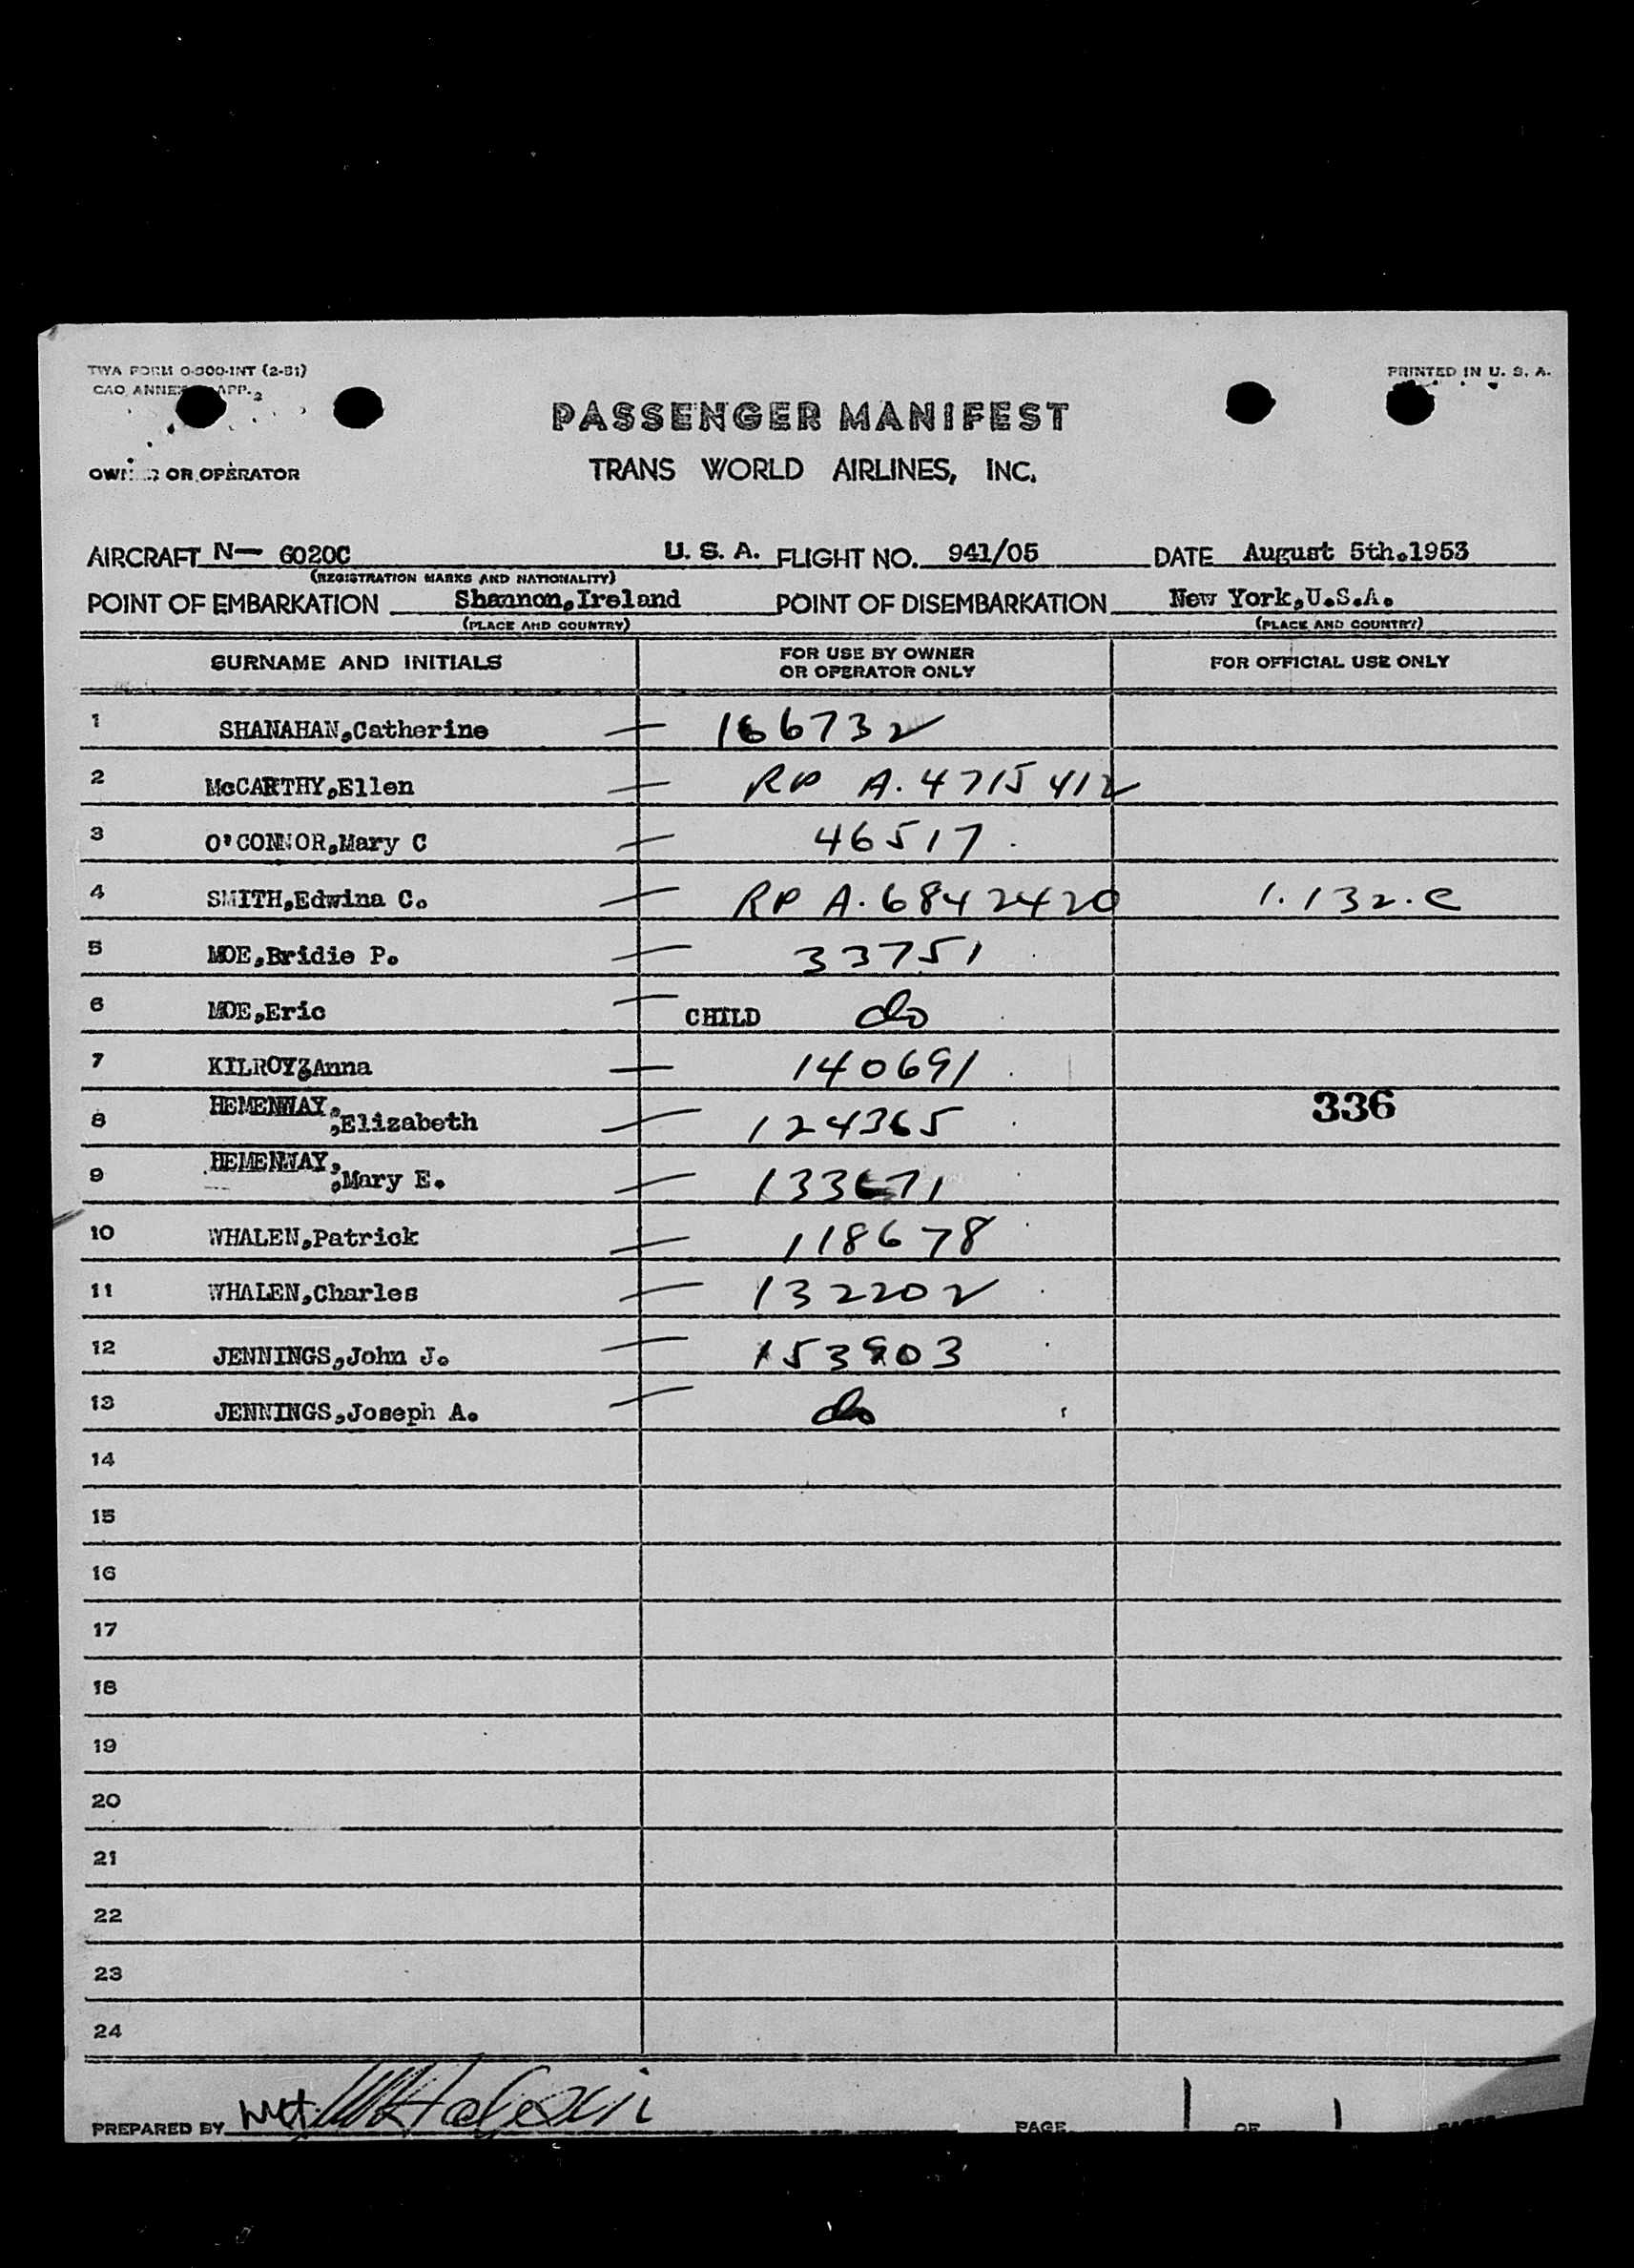 TWA FORM O-300-INT (2-51)
PRINTED IN U. S. A.
PASSENGER MANIFEST
OR OPERATOR
TRANS WORLD AIRLINES, INC.
AIRCRAFT N— 6020C U. S. A. FLIGHT NO. 941/05 DATE August 5th.1953
(REGISTRATION MARKS AND NATIONALITY)
POINT OF EMBARKATION Shannon,Ireland POINT OF DISEMBARKATION New York,U.S.A.
(PLACE AND COUNTRY) (PLACE AND COUNTRY)
SURNAME AND INITIALS FOR USE BY OWNER OR OPERATOR ONLY FOR OFFICIAL USE ONLY
1 SHANAHAN,Catherine — 166732
2 McCARTHY,Ellen — RP A. 4715412
3 O'CONNOR,Mary C — 46517
4 SMITH,Edwina C. — RP A. 6842420 1.132.C
5 MOE,Bridie P. — 33751
6 MOE,Eric — CHILD do
7 KILROY,Anna — 140691
8 HEMENWAY, ,Elizabeth — 124365 336
9 HEMENWAY, ,Mary E. — 133671
10 WHALEN,Patrick — 118678
11 WHALEN,Charles — 132202
12 JENNINGS,John J. — 153903
13 JENNINGS,Joseph A. — do
14
15
16
17
18
19
20
21
22
23
24
PREPARED BY PAGE 1 OF 1 PAGES